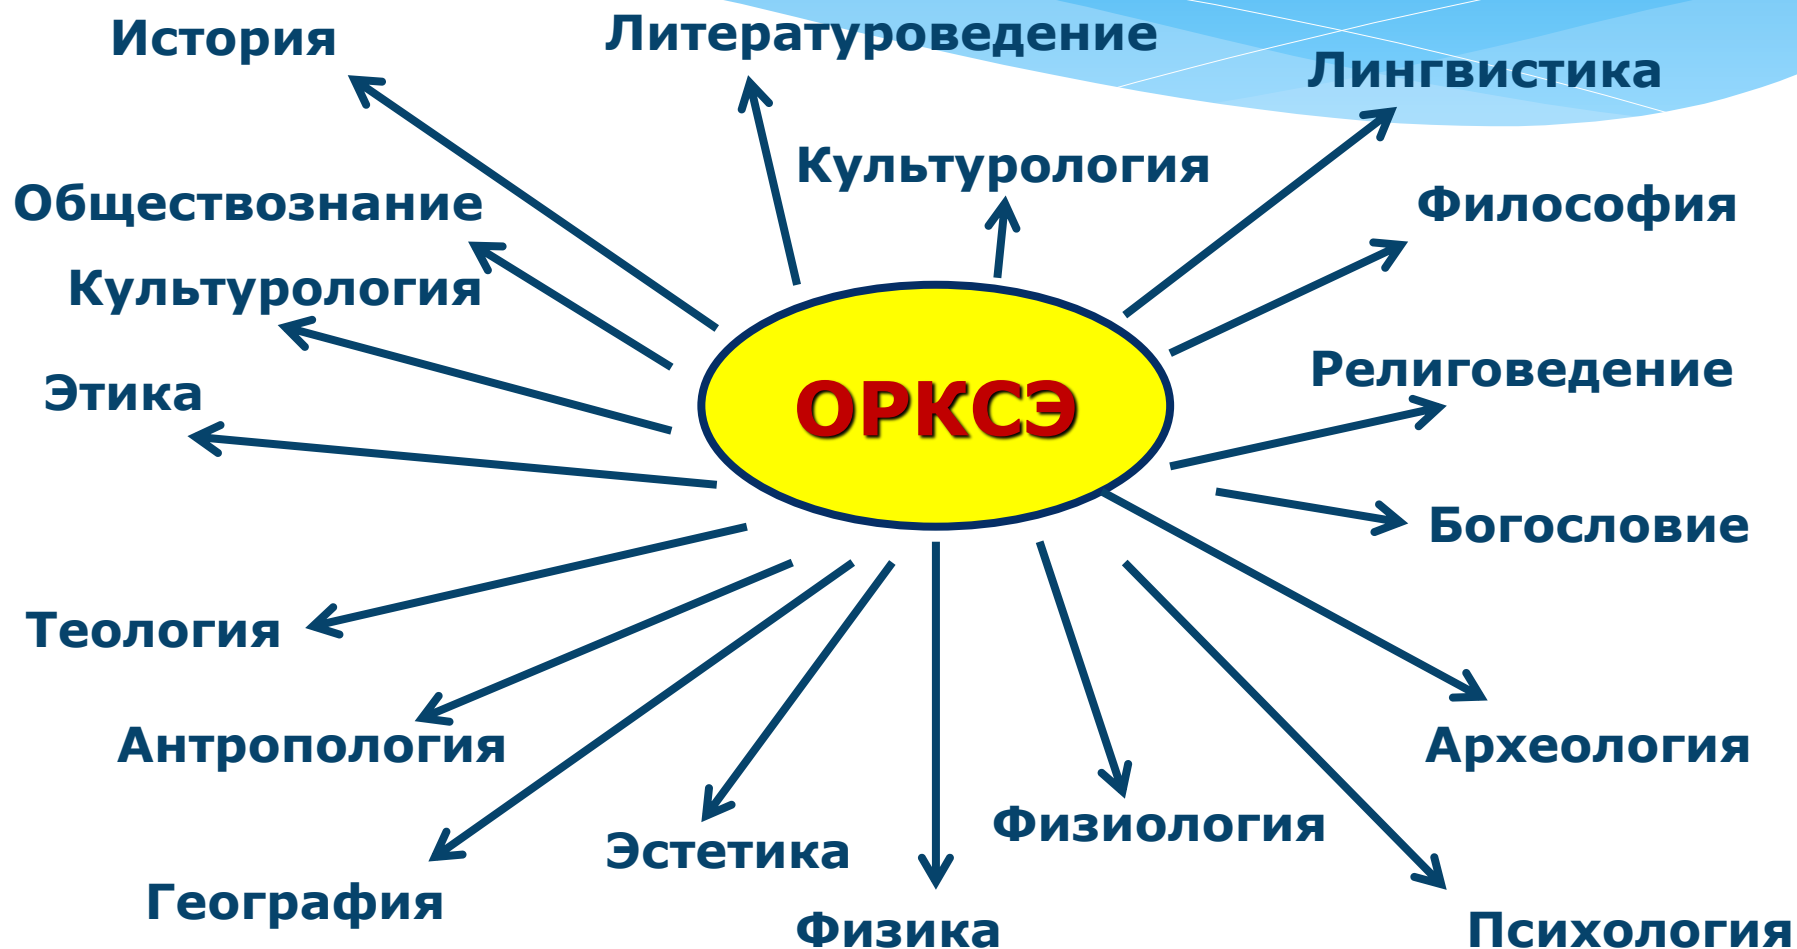 История
Литературоведение
Лингвистика
Культурология
Обществознание
Философия
Культурология
Религоведение
Этика
ОРКСЭ
Богословие
Теология
Антропология
Археология
Физиология
Эстетика
География
Физика
Психология